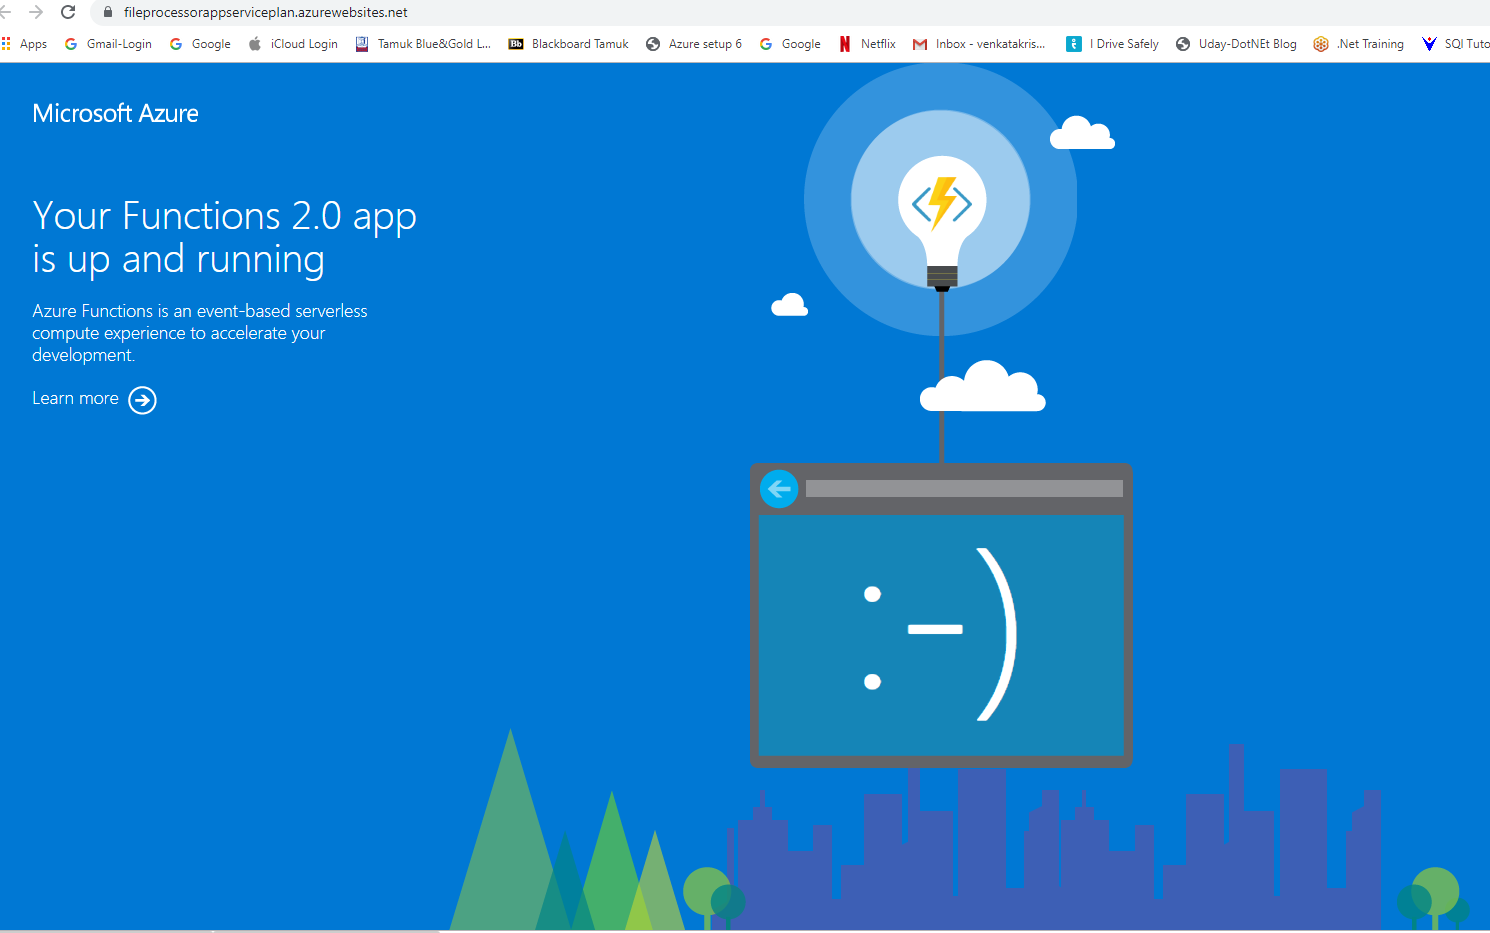 fileprocessorappserviceplan.azurewebsites.net
Apps Gmail-Login Google iCloud Login Tamuk Blue&Gold L... Bb Blackboard Tamuk Azure setup 6 Google Netflix Inbox - venkatakris... I Drive Safely Uday-DotNEt Blog .Net Training SQl Tuto
Microsoft Azure
Your Functions 2.0 app
is up and running
Azure Functions is an event-based serverless
compute experience to accelerate your
development.
Learn more
:-)